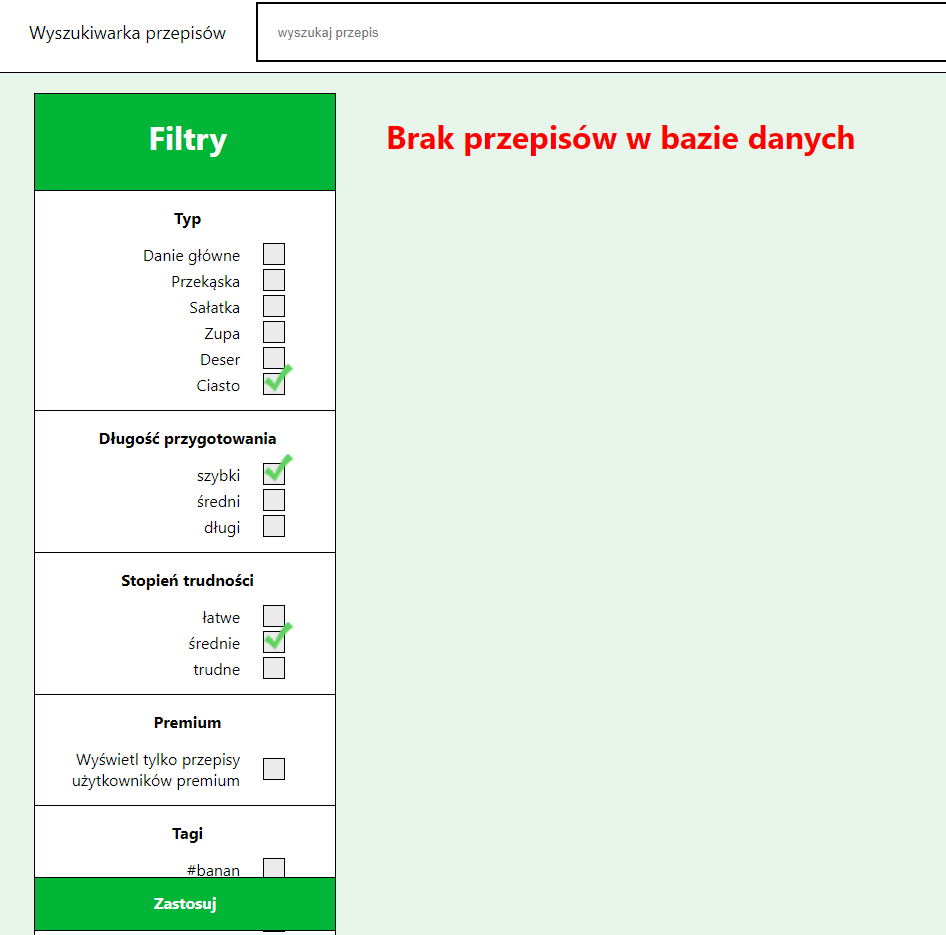 Wyszukiwarka przepisów
wyszukaj przepis
Filtry
Brak przepisów w bazie danych
Typ
Danie główne
Przekąska
Sałatka
Zupa
Deser
Ciasto
Długość przygotowania
szybki
średni
długi
Stopień trudności
łatwe
średnie
trudne
Premium
Wyświetl tylko przepisy
użytkowników premium
Tagi
#banan
Zastosuj